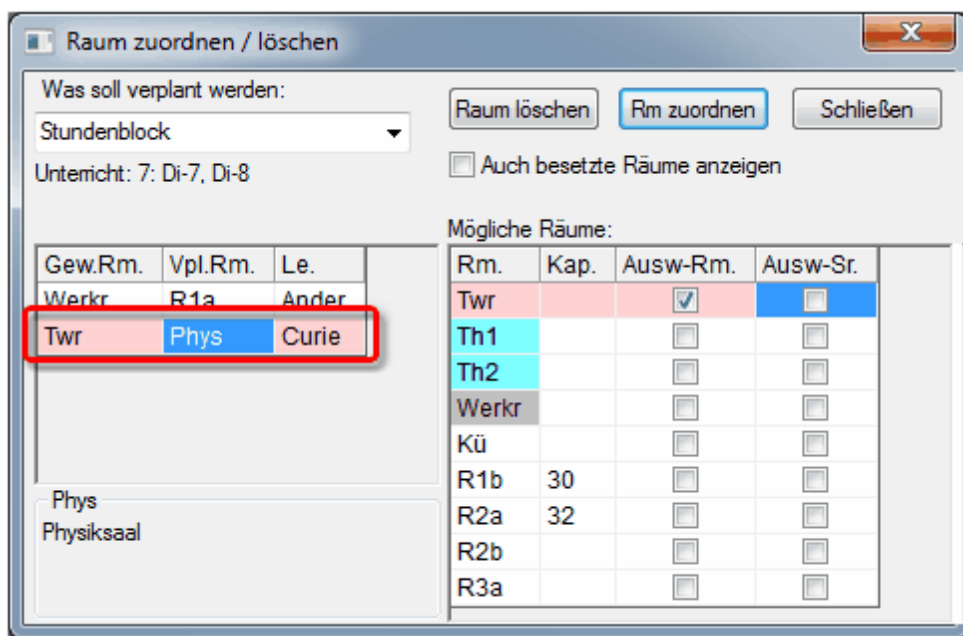 Raum zuordnen / löschen
Was soll verplant werden:
Raum löschen Rm zuordnen Schließen
Stundenblock
Auch besetzte Räume anzeigen
Unterricht: 7: Di-7, Di-8
Mögliche Räume:
Gew.Rm. Vpl.Rm. Le.
Werkr R1a Ander
Twr Phys Curie
Rm. Kap. Ausw-Rm. Ausw-Sr.
Twr
Th1
Th2
Werkr
Kü
R1b 30
R2a 32
R2b
R3a
Phys
Physiksaal